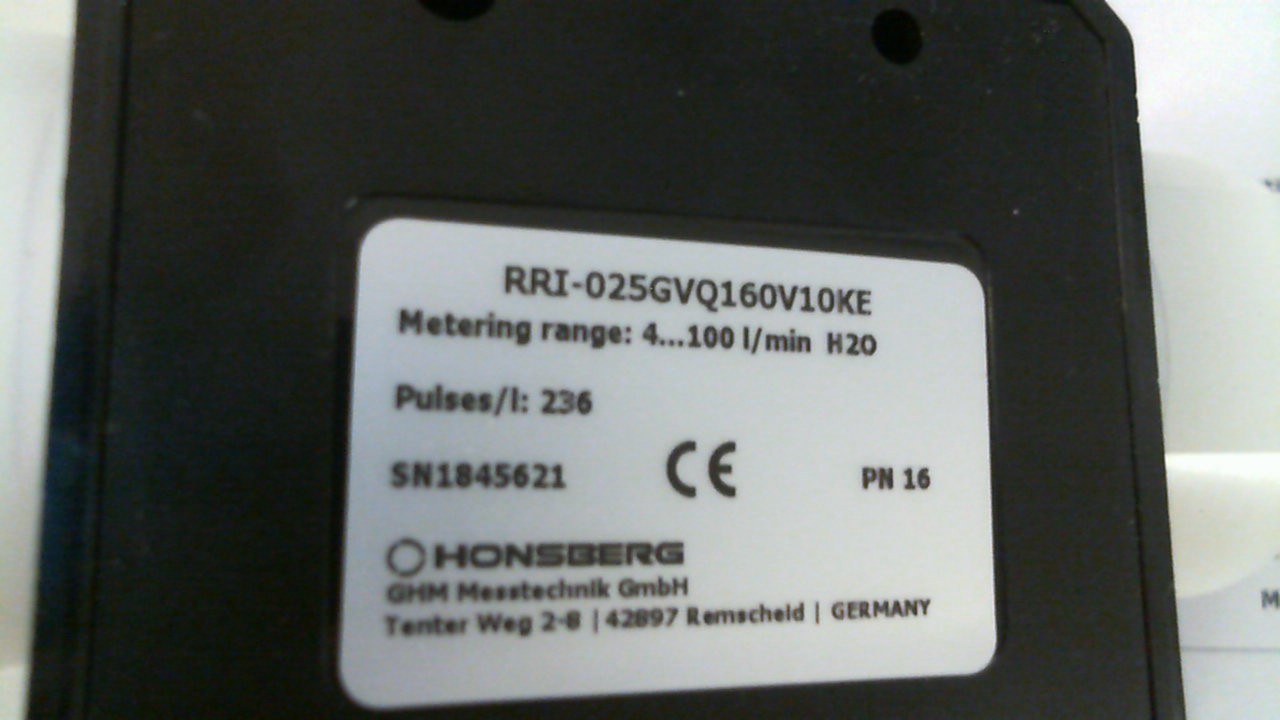 RRI-025GVQ160V10KE
Metering range: 4...100 l/min H2O
Pulses/l: 236
SN1845621 CE PN 16
HONSBERG
GHM Messtechnik GmbH
Tenter Weg 2-8 | 42897 Remscheid | GERMANY
M